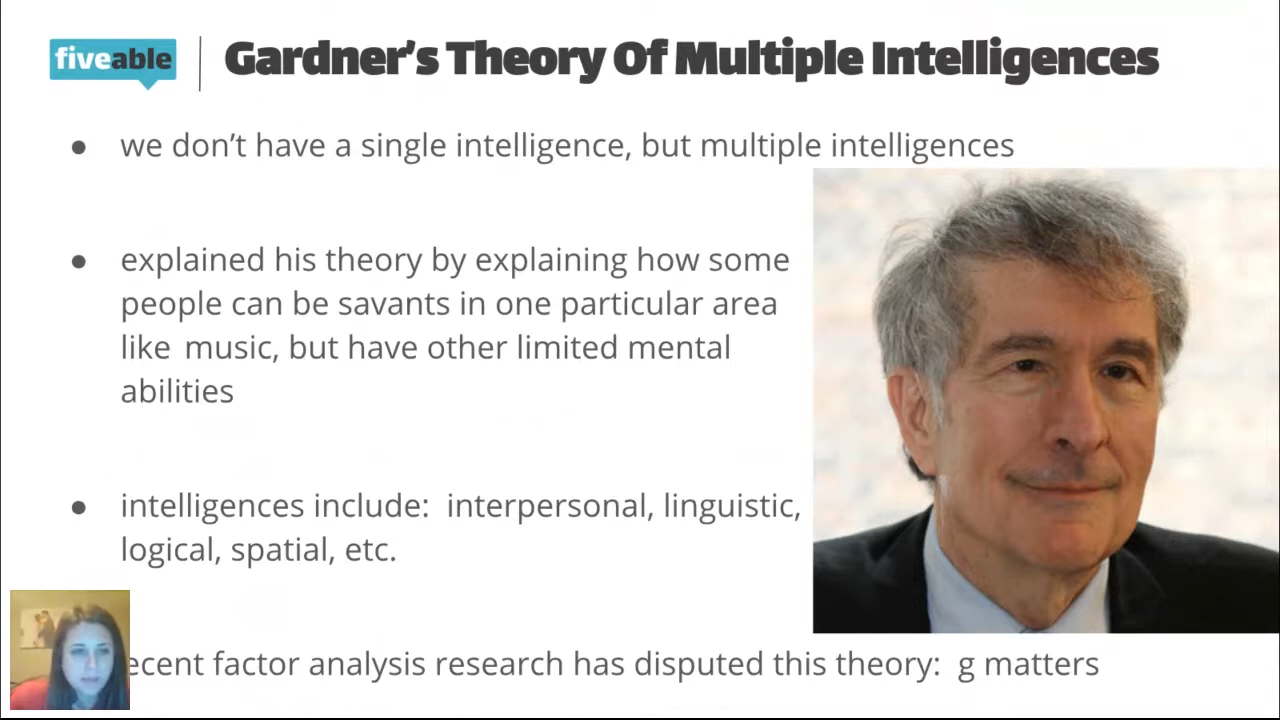 fiveable
Gardner's Theory Of Multiple Intelligences
● we don't have a single intelligence, but multiple intelligences
● explained his theory by explaining how some
people can be savants in one particular area
like music, but have other limited mental
abilities
● intelligences include: interpersonal, linguistic,
logical, spatial, etc.
factor analysis research has disputed this theory: g matters